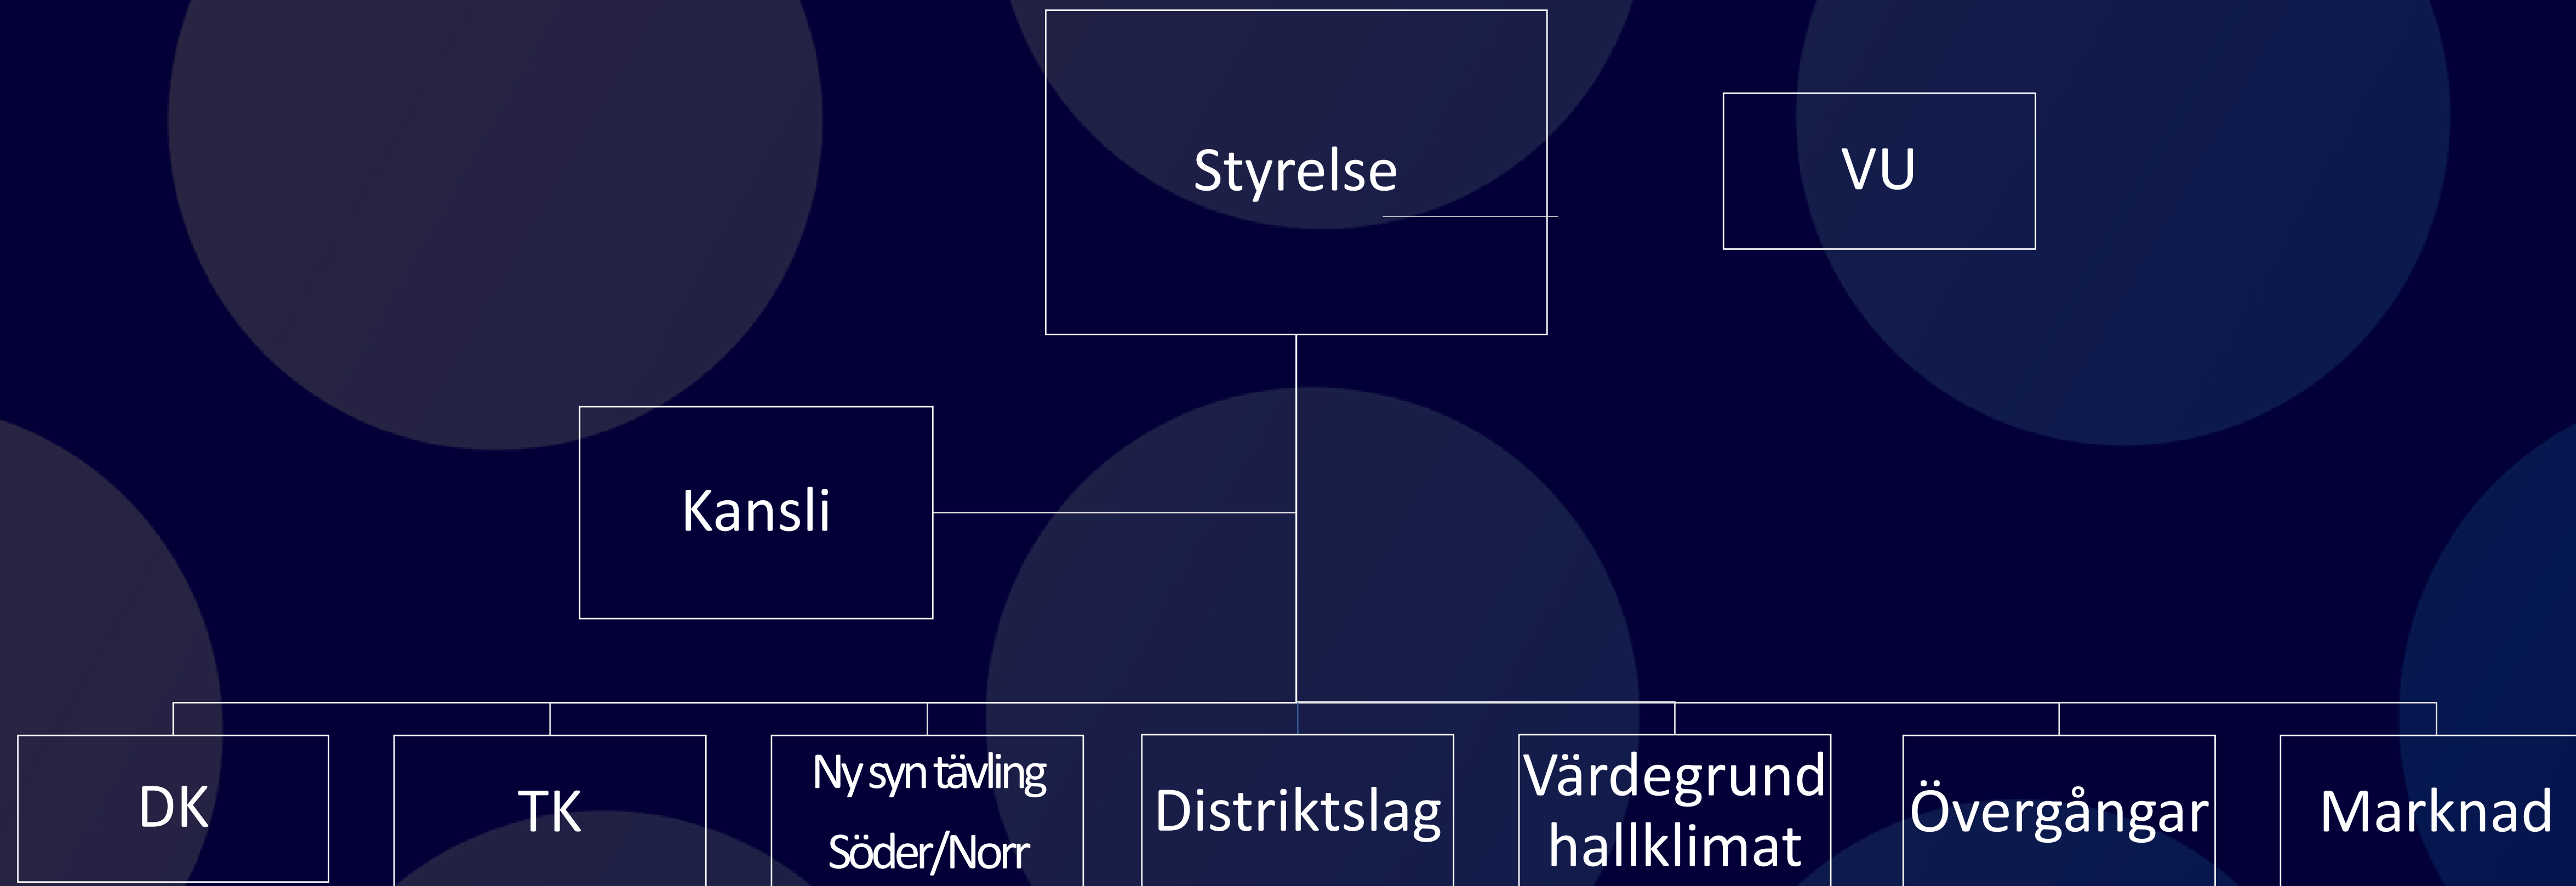 Styrelse
VU
Kansli
DK
TK
Ny syn tävling
Söder/Norr
Distriktslag
Värdegrund
hallklimat
Övergångar
Marknad